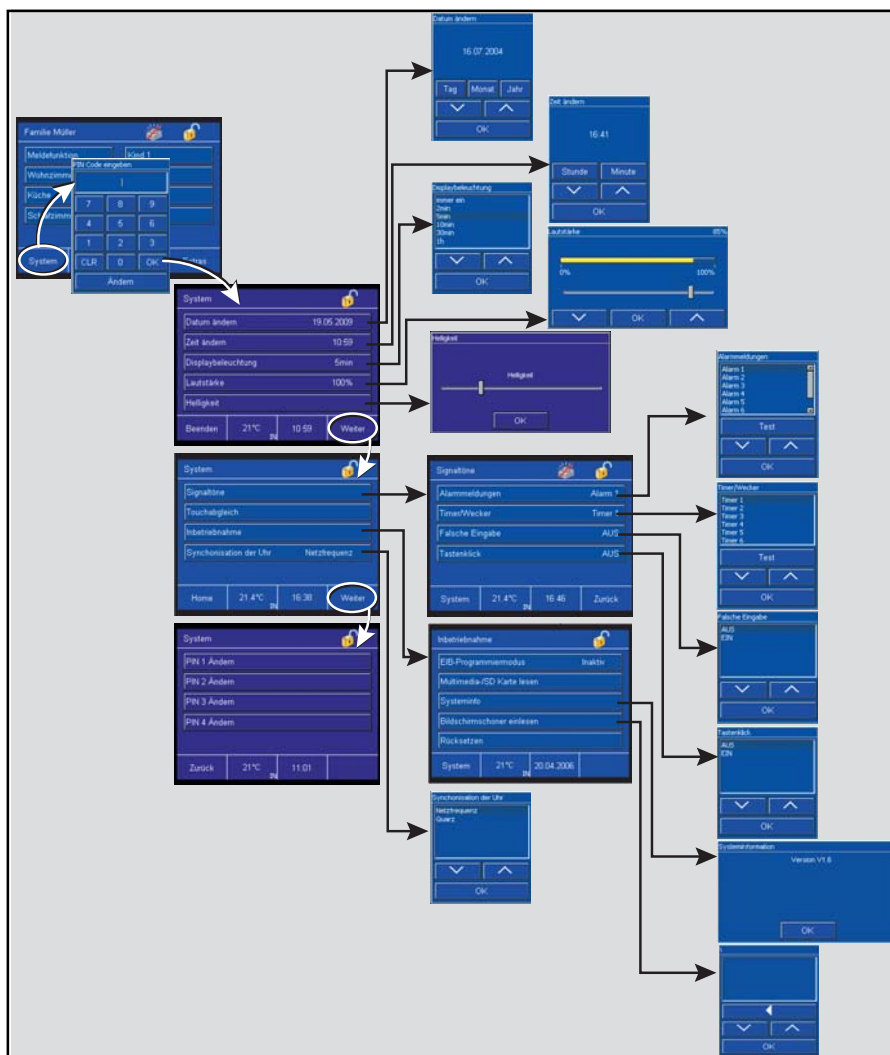 Datum ändern
16.07.2004
Tag Monat Jahr
OK
Zeit ändern
16:41
Stunde Minute
OK
Familie Müller
Meldefunktion Kind 1
Küche
System
PIN Code eingeben
7 8 9
4 5 6
1 2 3
CLR 0 OK
Ändern
Displaybeleuchtung
immer ein
2min
5min
10min
30min
1h
OK
Lautstärke 85%
0% 100%
OK
System
Datum ändern 19.05.2009
Zeit ändern 10:59
Displaybeleuchtung 5min
Lautstärke 100%
Helligkeit
Beenden 21°C IN 10:59 Weiter
Helligkeit
Helligkeit
OK
Alarmmeldungen
Alarm 1
Alarm 2
Alarm 3
Alarm 4
Alarm 5
Alarm 6
Test
OK
System
Signaltöne
Touchabgleich
Inbetriebnahme
Synchonisation der Uhr Netzfrequenz
Home 21.4°C IN 16:38 Weiter
Signaltöne
Alarmmeldungen Alarm 1
Timer/Wecker Timer 1
Falsche Eingabe AUS
Tastenklick AUS
System 21.4°C IN 16:46 Zurück
Timer/Wecker
Timer 1
Timer 2
Timer 3
Timer 4
Timer 5
Timer 6
Test
OK
System
PIN 1 Ändern
PIN 2 Ändern
PIN 3 Ändern
PIN 4 Ändern
Zurück 21°C IN 11:01
Inbetriebnahme
EIB-Programmiermodus Inaktiv
Multimedia-/SD Karte lesen
Systeminfo
Bildschirmschoner einlesen
Rücksetzen
System 21°C IN 20.04.2006
Falsche Eingabe
AUS
EIN
OK
Tastenklick
AUS
EIN
OK
Synchonisation der Uhr
Netzfrequenz
Quarz
OK
Systeminformation
Version V1.6
OK
OK